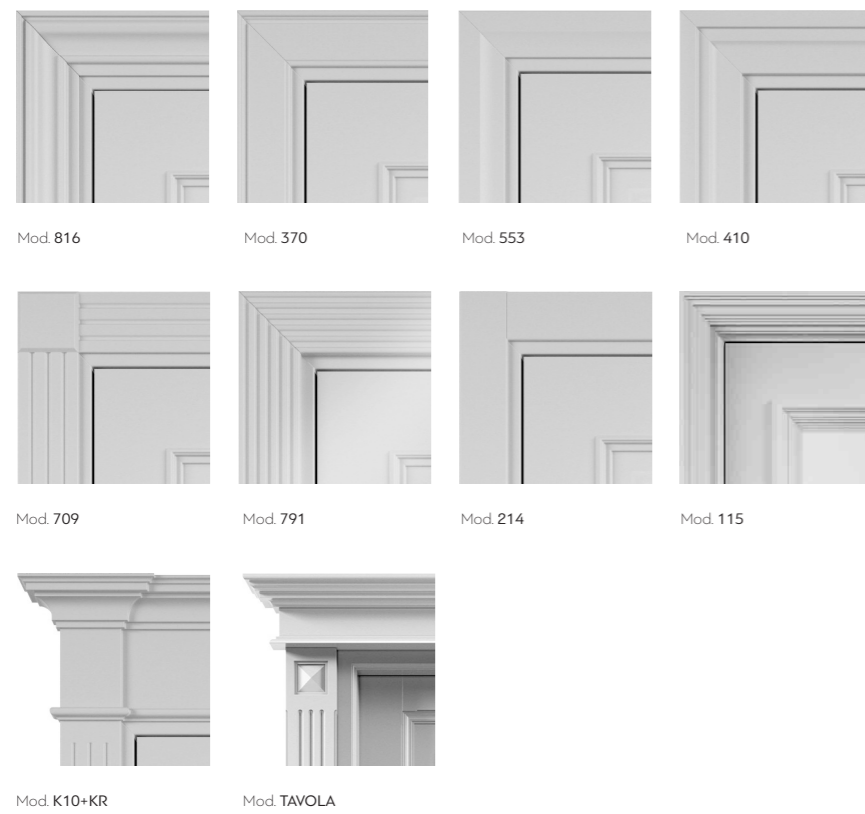 Mod. 816
Mod. 370
Mod. 553
Mod. 410
Mod. 709
Mod. 791
Mod. 214
Mod. 115
Mod. K10+KR
Mod. TAVOLA